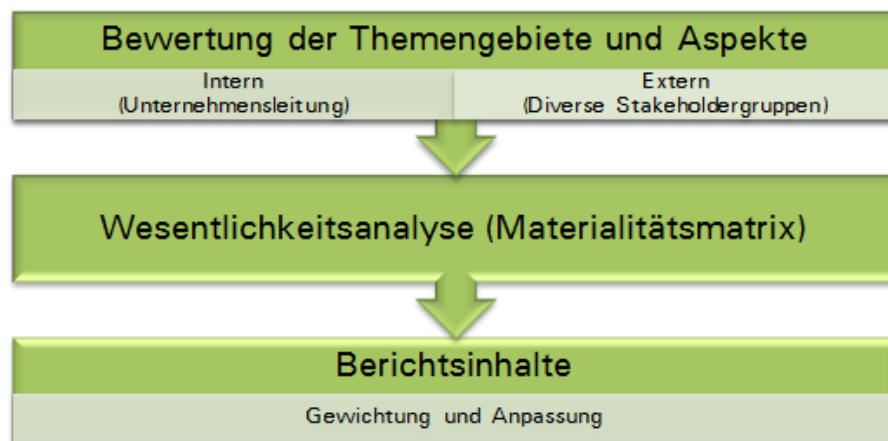 Bewertung der Themengebiete und Aspekte
Intern
(Unternehmensleitung)
Extern
(Diverse Stakeholdergruppen)
Wesentlichkeitsanalyse (Materialitätsmatrix)
Berichtsinhalte
Gewichtung und Anpassung